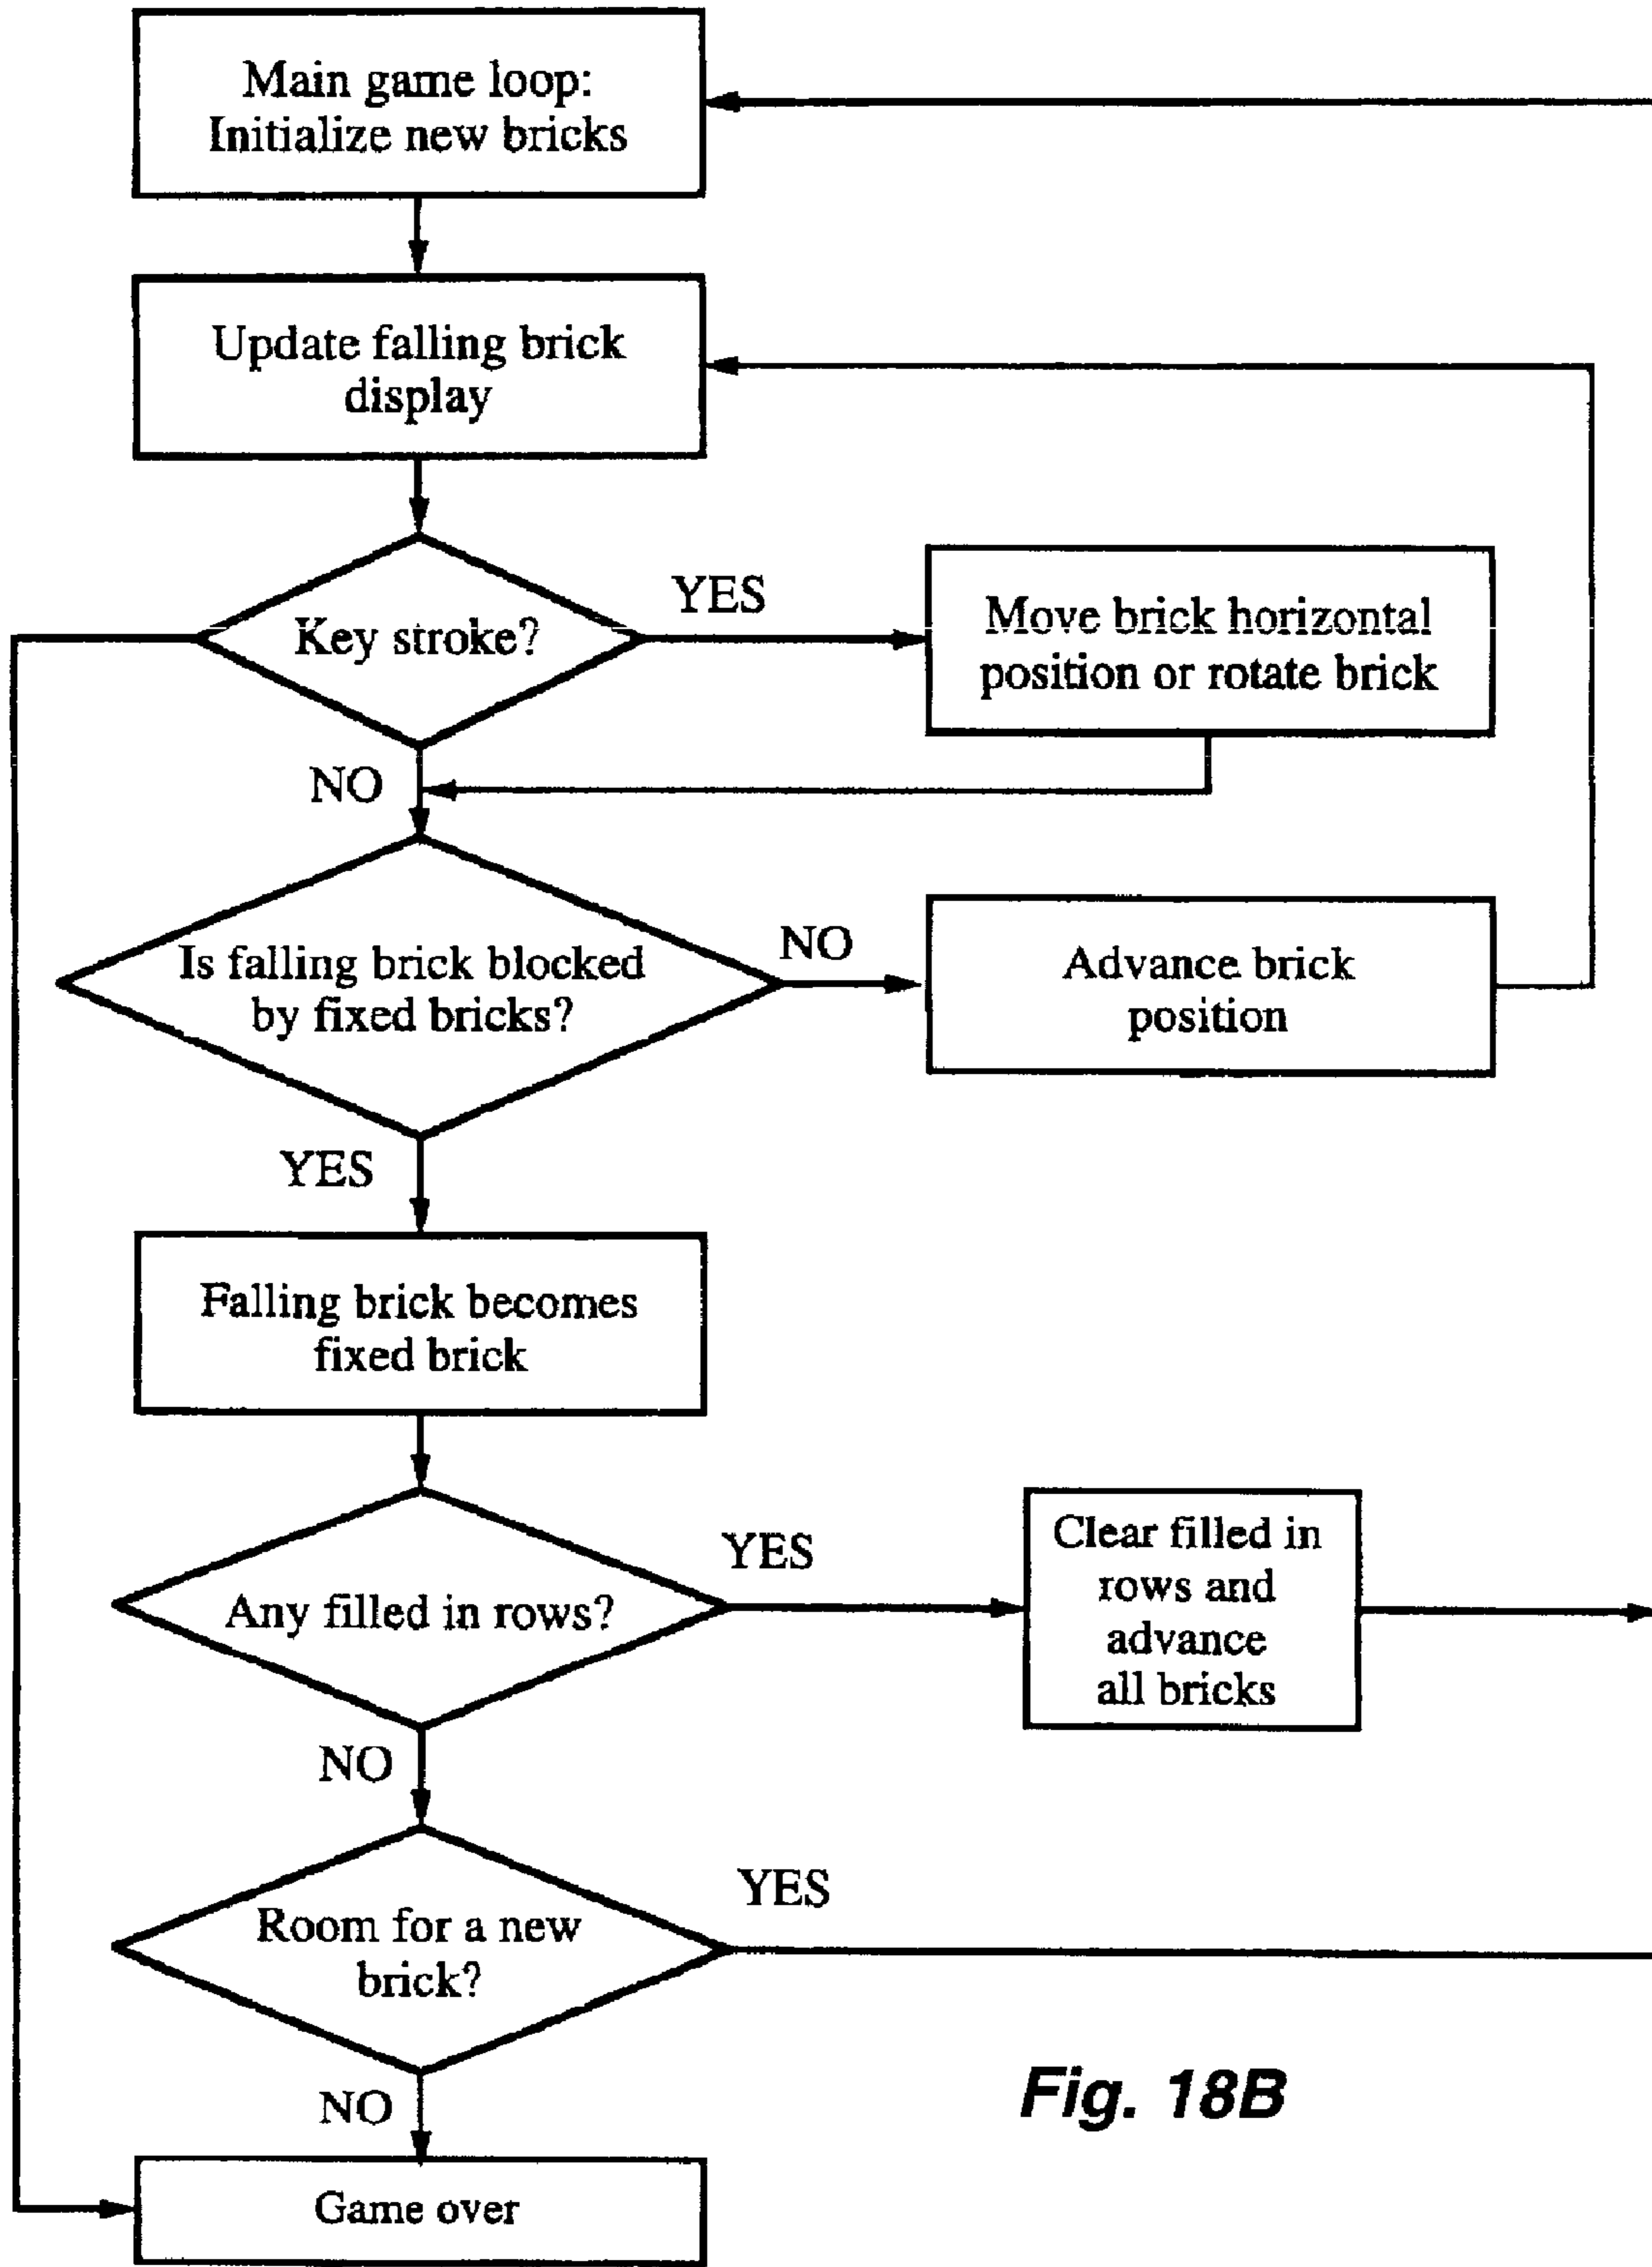 Main game loop:
Initialize new bricks
Update falling brick
display
Key stroke?
YES
Move brick horizontal
position or rotate brick
NO
Is falling brick blocked
by fixed bricks?
NO
Advance brick
position
YES
Falling brick becomes
fixed brick
Any filled in rows?
YES
Clear filled in
rows and
advance
all bricks
NO
Room for a new
brick?
YES
NO
Game over
Fig. 18B